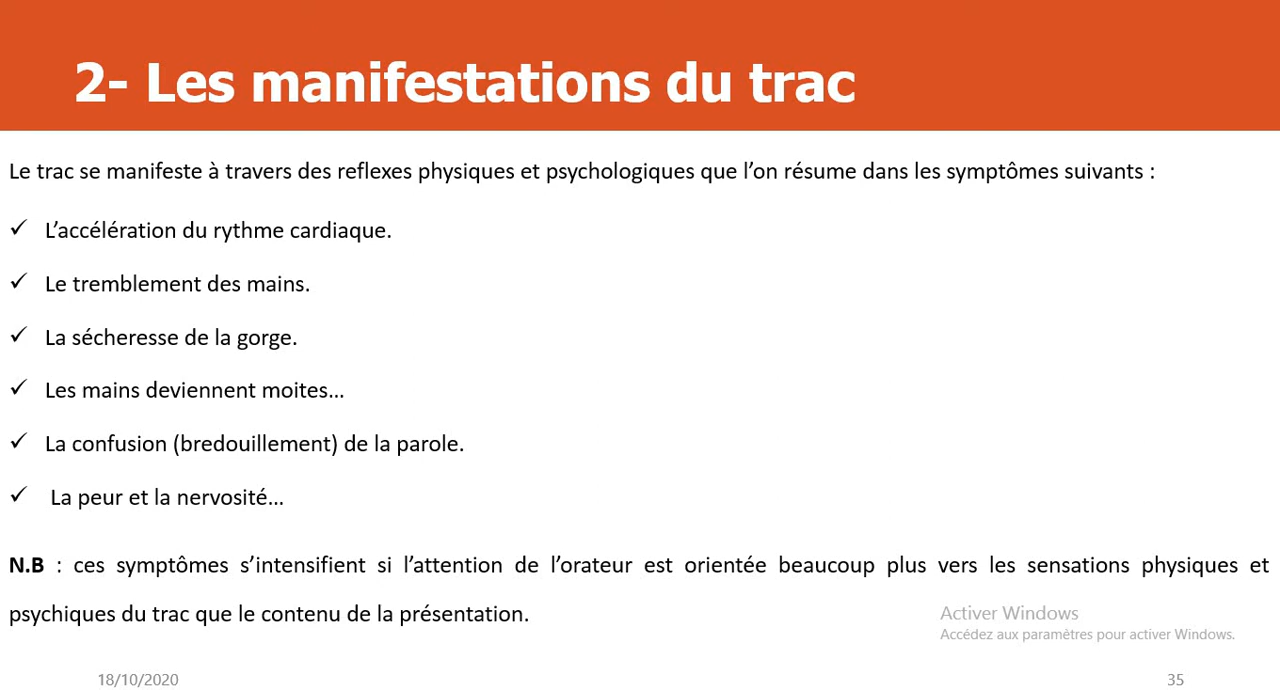 2- Les manifestations du trac
Le trac se manifeste à travers des reflexes physiques et psychologiques que l’on résume dans les symptômes suivants :
✓ L’accélération du rythme cardiaque.
✓ Le tremblement des mains.
✓ La sécheresse de la gorge.
✓ Les mains deviennent moites…
✓ La confusion (bredouillement) de la parole.
✓ La peur et la nervosité…
N.B : ces symptômes s’intensifient si l’attention de l’orateur est orientée beaucoup plus vers les sensations physiques et
psychiques du trac que le contenu de la présentation.
Activer Windows
Accédez aux paramètres pour activer Windows.
18/10/2020
35